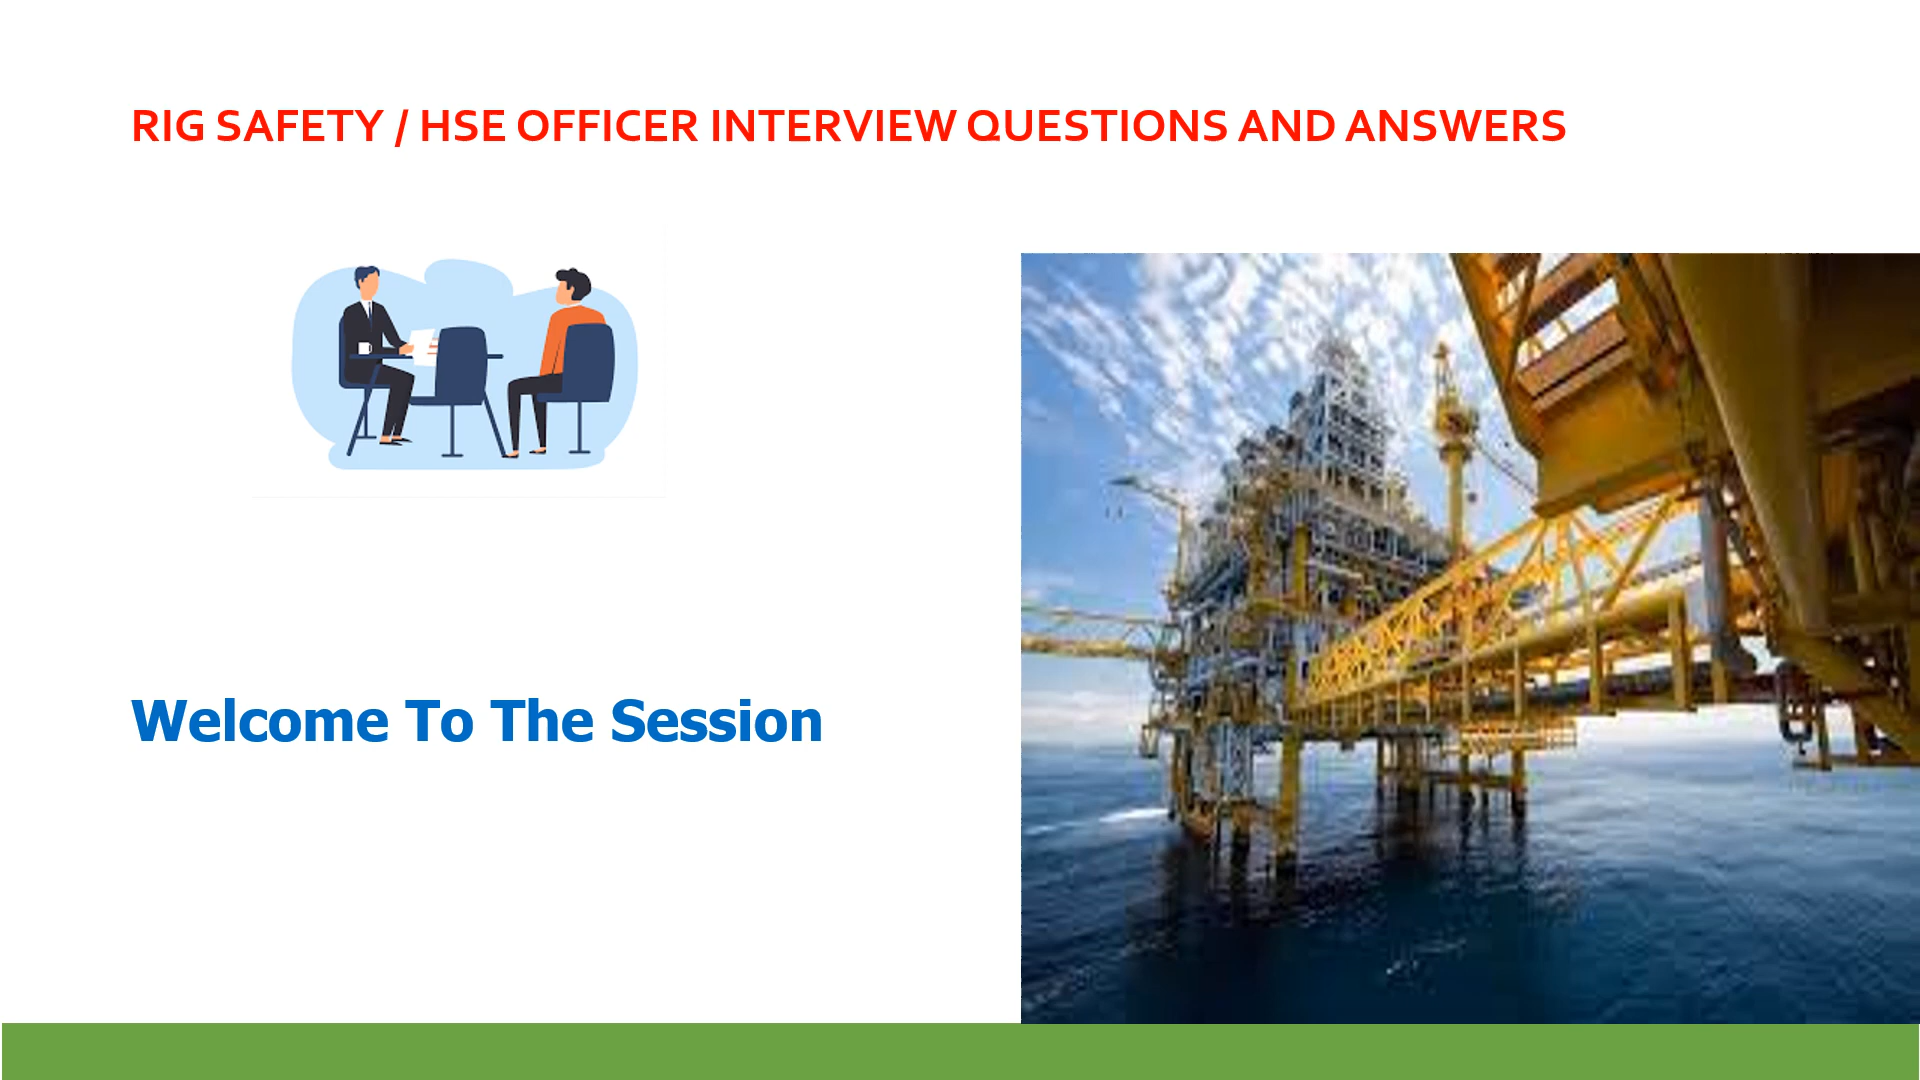 RIG SAFETY / HSE OFFICER INTERVIEW QUESTIONS AND ANSWERS
Welcome To The Session